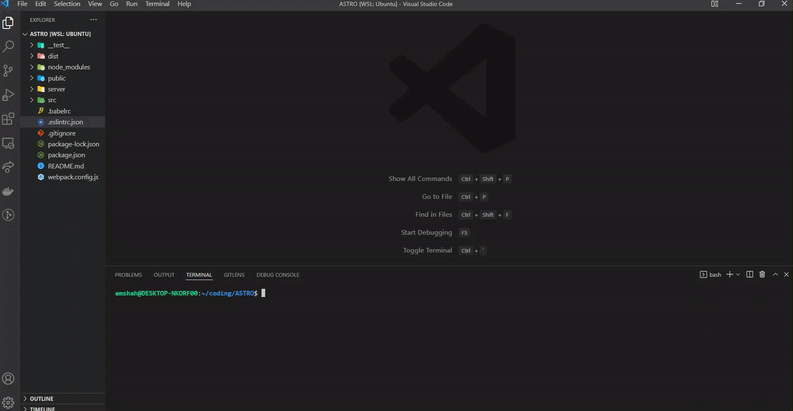 File Edit Selection View Go Run Terminal Help
ASTRO [WSL: Ubuntu] - Visual Studio Code
EXPLORER
ASTRO [WSL: UBUNTU]
__test__
dist
node_modules
public
server
src
.babelrc
.eslintrc.json
.gitignore
package-lock.json
package.json
README.md
webpack.config.js
OUTLINE
TIMELINE
Show All Commands Ctrl + Shift + P
Go to File Ctrl + P
Find in Files Ctrl + Shift + F
Start Debugging F5
Toggle Terminal Ctrl + `
PROBLEMS OUTPUT TERMINAL GITLENS DEBUG CONSOLE
bash
emshah@DESKTOP-NKORF00:~/coding/ASTRO$